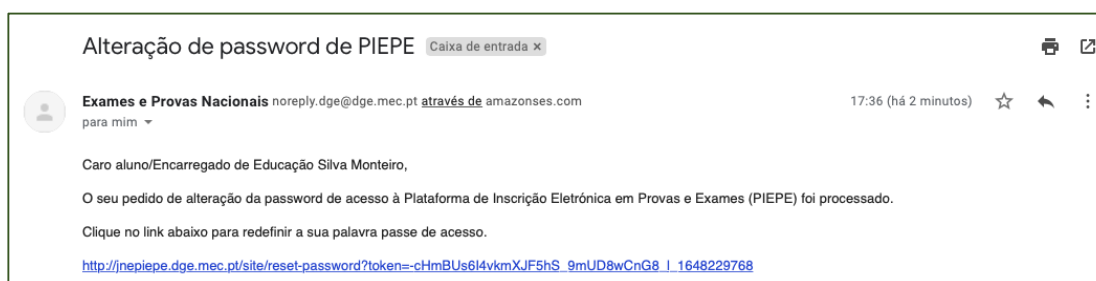 Alteração de password de PIEPE Caixa de entrada ×
Exames e Provas Nacionais noreply.dge@dge.mec.pt através de amazonses.com 17:36 (há 2 minutos)
para mim
Caro aluno/Encarregado de Educação Silva Monteiro,
O seu pedido de alteração da password de acesso à Plataforma de Inscrição Eletrónica em Provas e Exames (PIEPE) foi processado.
Clique no link abaixo para redefinir a sua palavra passe de acesso.
http://jnepiepe.dge.mec.pt/site/reset-password?token=-cHmBUs6I4vkmXJF5hS_9mUD8wCnG8_I_1648229768